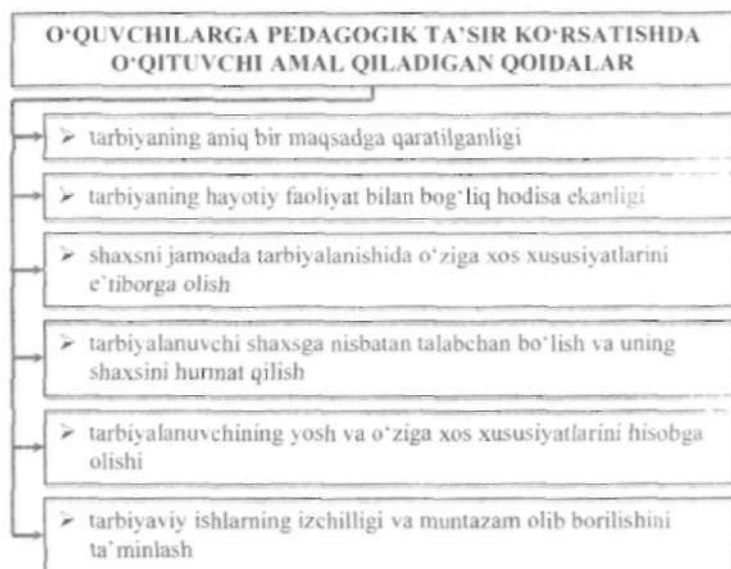 O‘QUVCHILARGA PEDAGOGIK TA’SIR KO‘RSATISHDA
O‘QITUVCHI AMAL QILADIGAN QOIDALAR
➢ tarbiyaning aniq bir maqsadga qaratilganligi
➢ tarbiyaning hayotiy faoliyat bilan bog‘liq hodisa ekanligi
➢ shaxsni jamoada tarbiyalanishida o‘ziga xos xususiyatlarini
e`tiborga olish
➢ tarbiyalanuvchi shaxsga nisbatan talabchan bo‘lish va uning
shaxsini hurmat qilish
➢ tarbiyalanuvchining yosh va o‘ziga xos xususiyatlarini hisobga
olishi
➢ tarbiyaviy ishlarning izchilligi va muntazam olib borilishini
ta`minlash